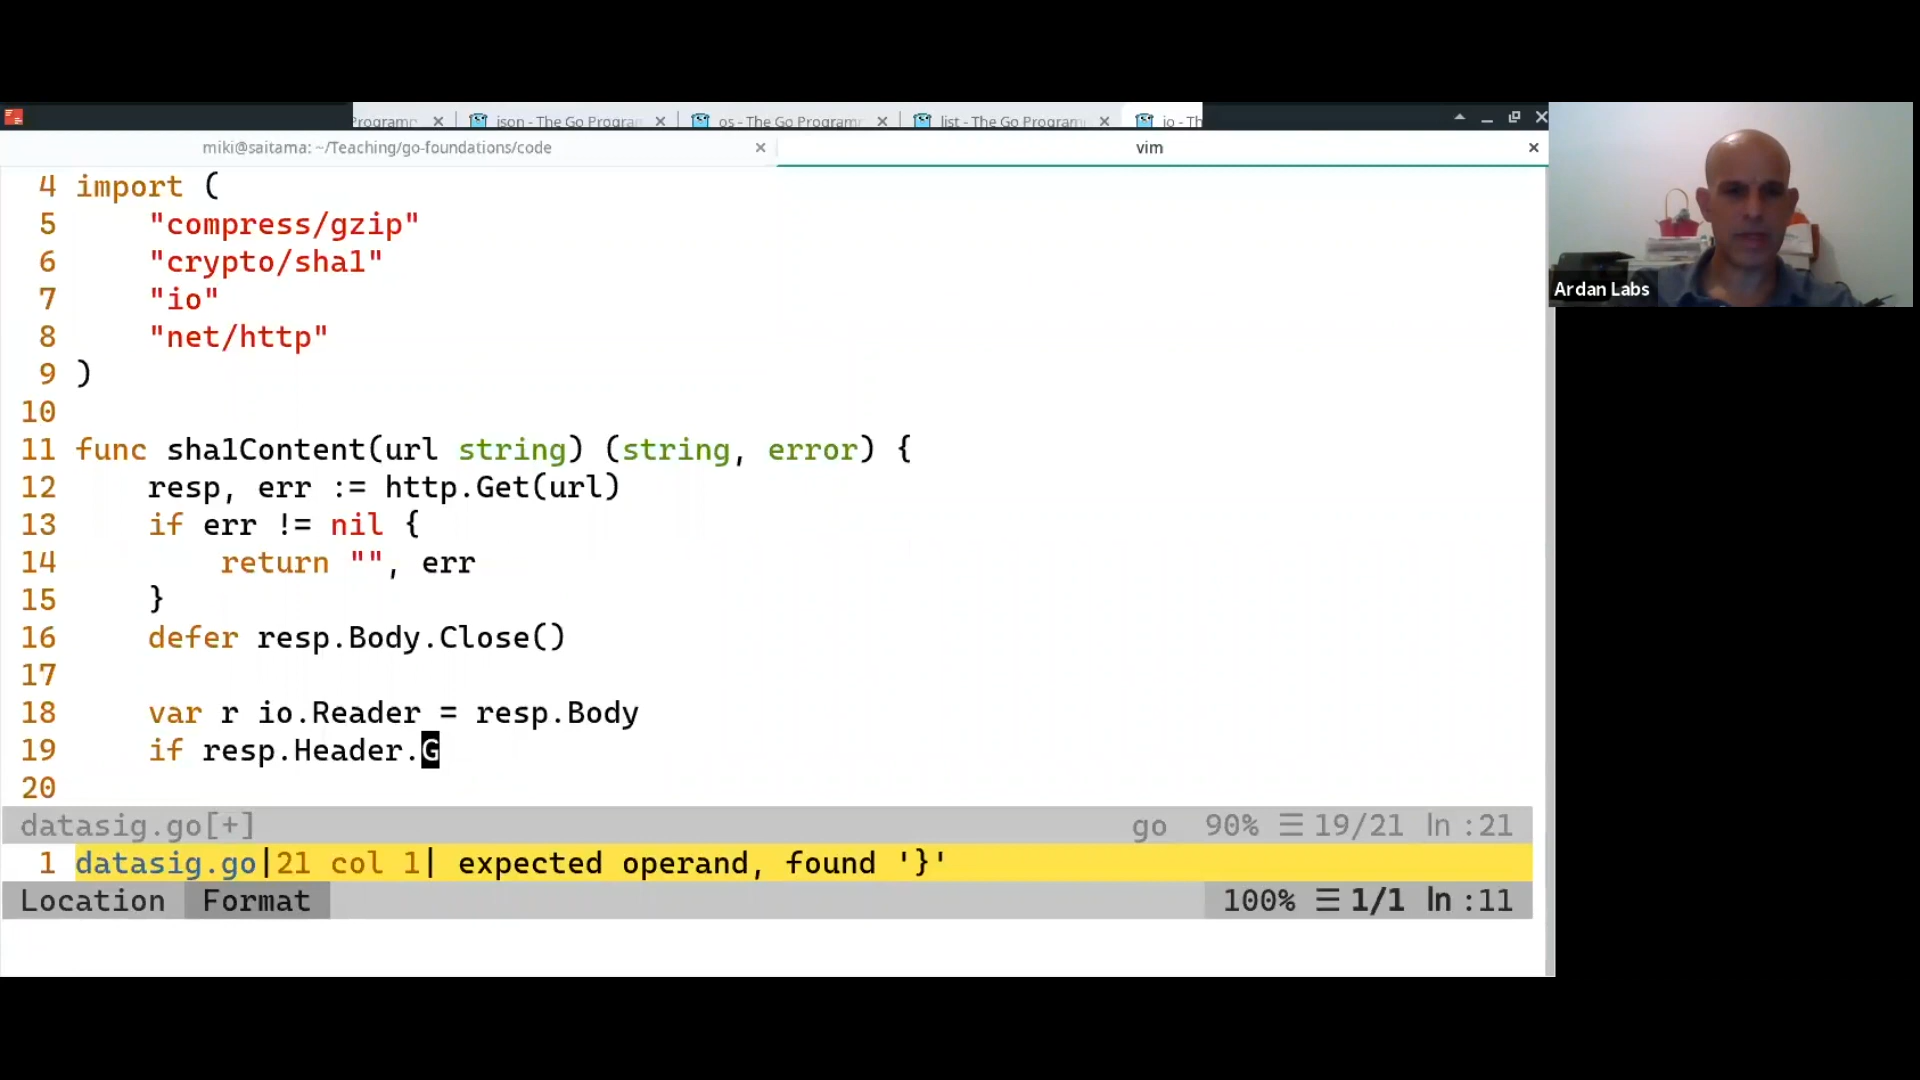 Programm
json - The Go Program
os - The Go Programm
list - The Go Program
io - Th
miki@saitama: ~/Teaching/go-foundations/code
vim
4 import (
5 "compress/gzip"
6 "crypto/sha1"
7 "io"
8 "net/http"
9 )
10
11 func sha1Content(url string) (string, error) {
12 resp, err := http.Get(url)
13 if err != nil {
14 return "", err
15 }
16 defer resp.Body.Close()
17
18 var r io.Reader = resp.Body
19 if resp.Header.G
20
datasig.go[+] go 90% ☰ 19/21 ln :21
1 datasig.go|21 col 1| expected operand, found '}'
Location Format 100% ☰ 1/1 ln :11
Ardan Labs